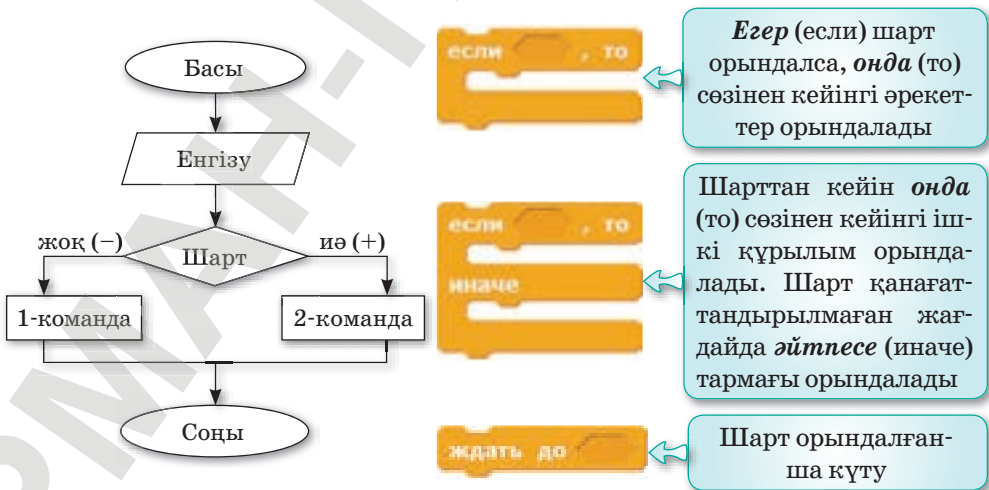 Басы
Енгізу
жоқ (−)
иә (+)
Шарт
1-команда
2-команда
Соңы
если , то
Егер (если) шарт
орындалса, онда (то)
сөзінен кейінгі әрекет-
тер орындалады
если , то
иначе
Шарттан кейін онда
(то) сөзінен кейінгі іш-
кі құрылым орында-
лады. Шарт қанағат-
тандырылмаған жағ-
дайда әйтпесе (иначе)
тармағы орындалады
ждать до
Шарт орындалған-
ша күту